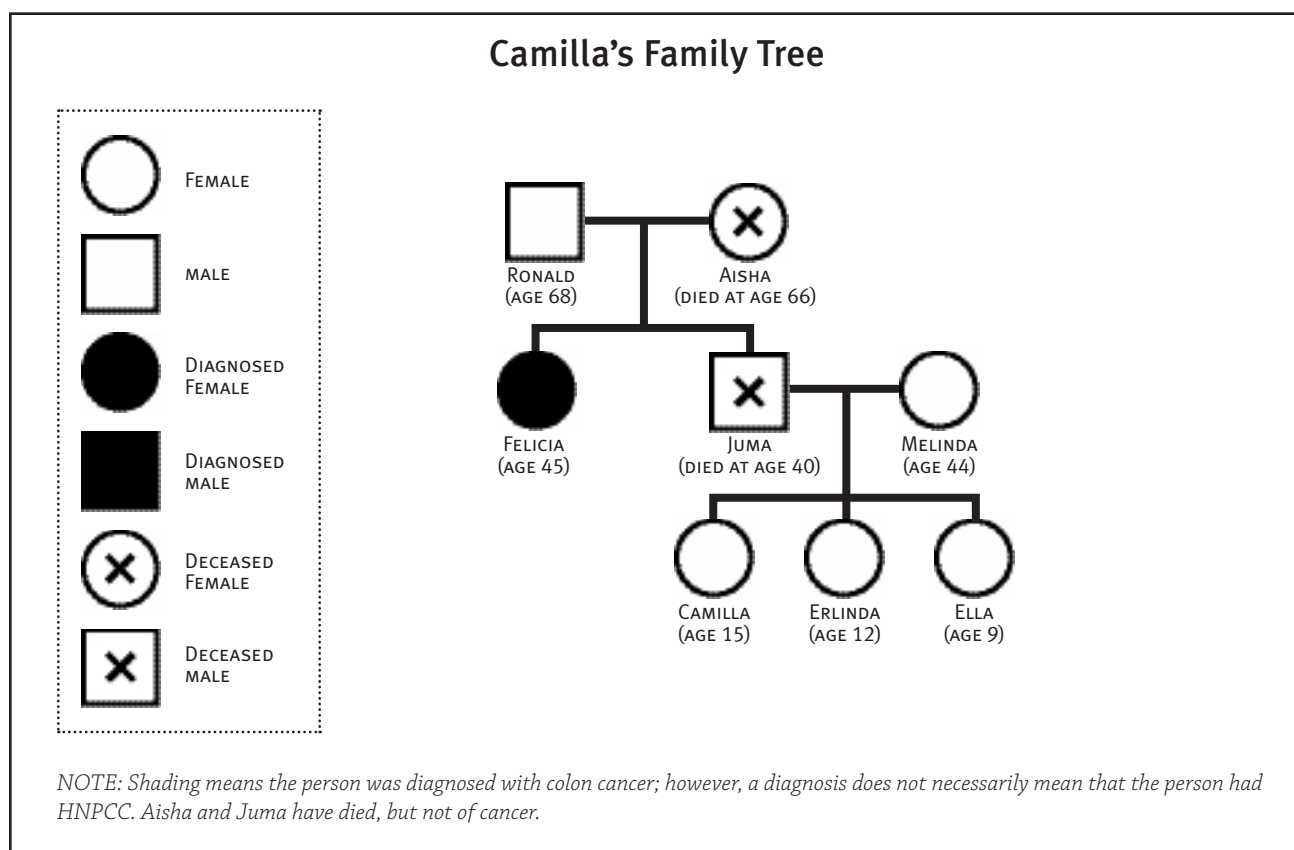 Camilla's Family Tree
FEMALE
MALE
DIAGNOSED
FEMALE
DIAGNOSED
MALE
DECEASED
FEMALE
DECEASED
MALE
RONALD
(AGE 68)
AISHA
(DIED AT AGE 66)
FELICIA
(AGE 45)
JUMA
(DIED AT AGE 40)
MELINDA
(AGE 44)
CAMILLA
(AGE 15)
ERLINDA
(AGE 12)
ELLA
(AGE 9)
NOTE: Shading means the person was diagnosed with colon cancer; however, a diagnosis does not necessarily mean that the person had
HNPCC. Aisha and Juma have died, but not of cancer.